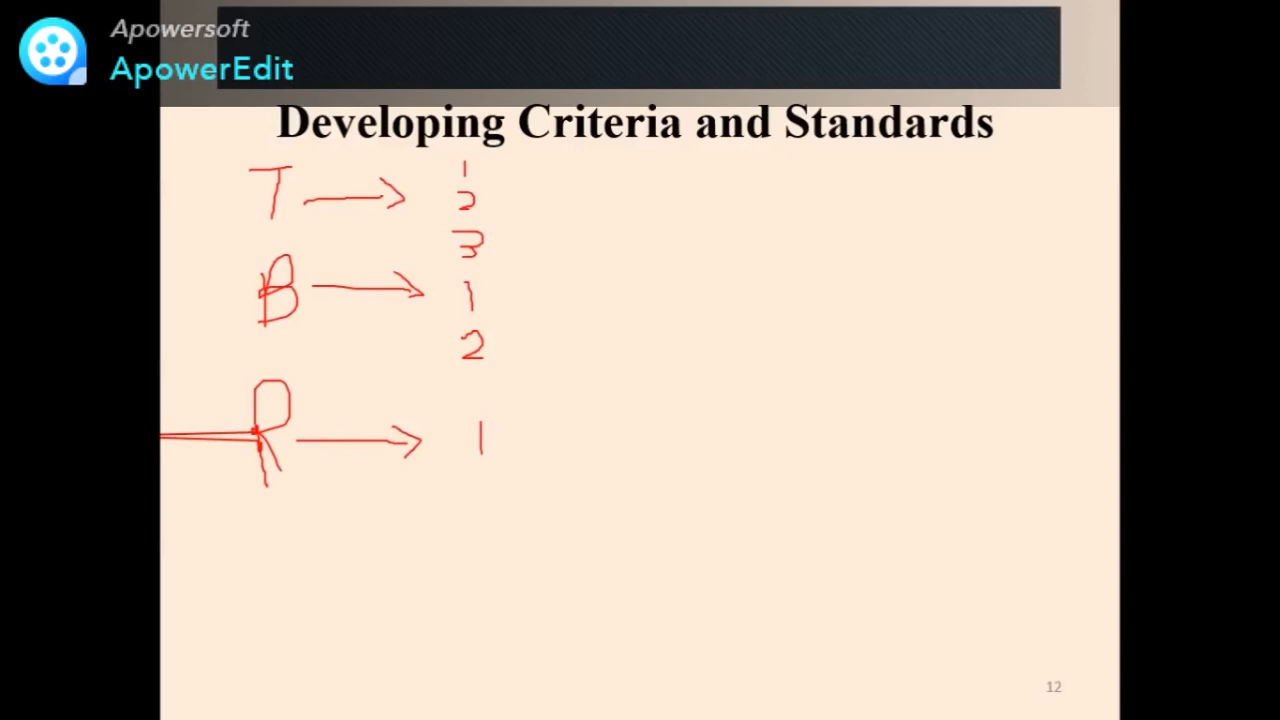 Apowersoft
ApowerEdit
Developing Criteria and Standards
T → 1
2
3
B → 1
2
R → 1
12